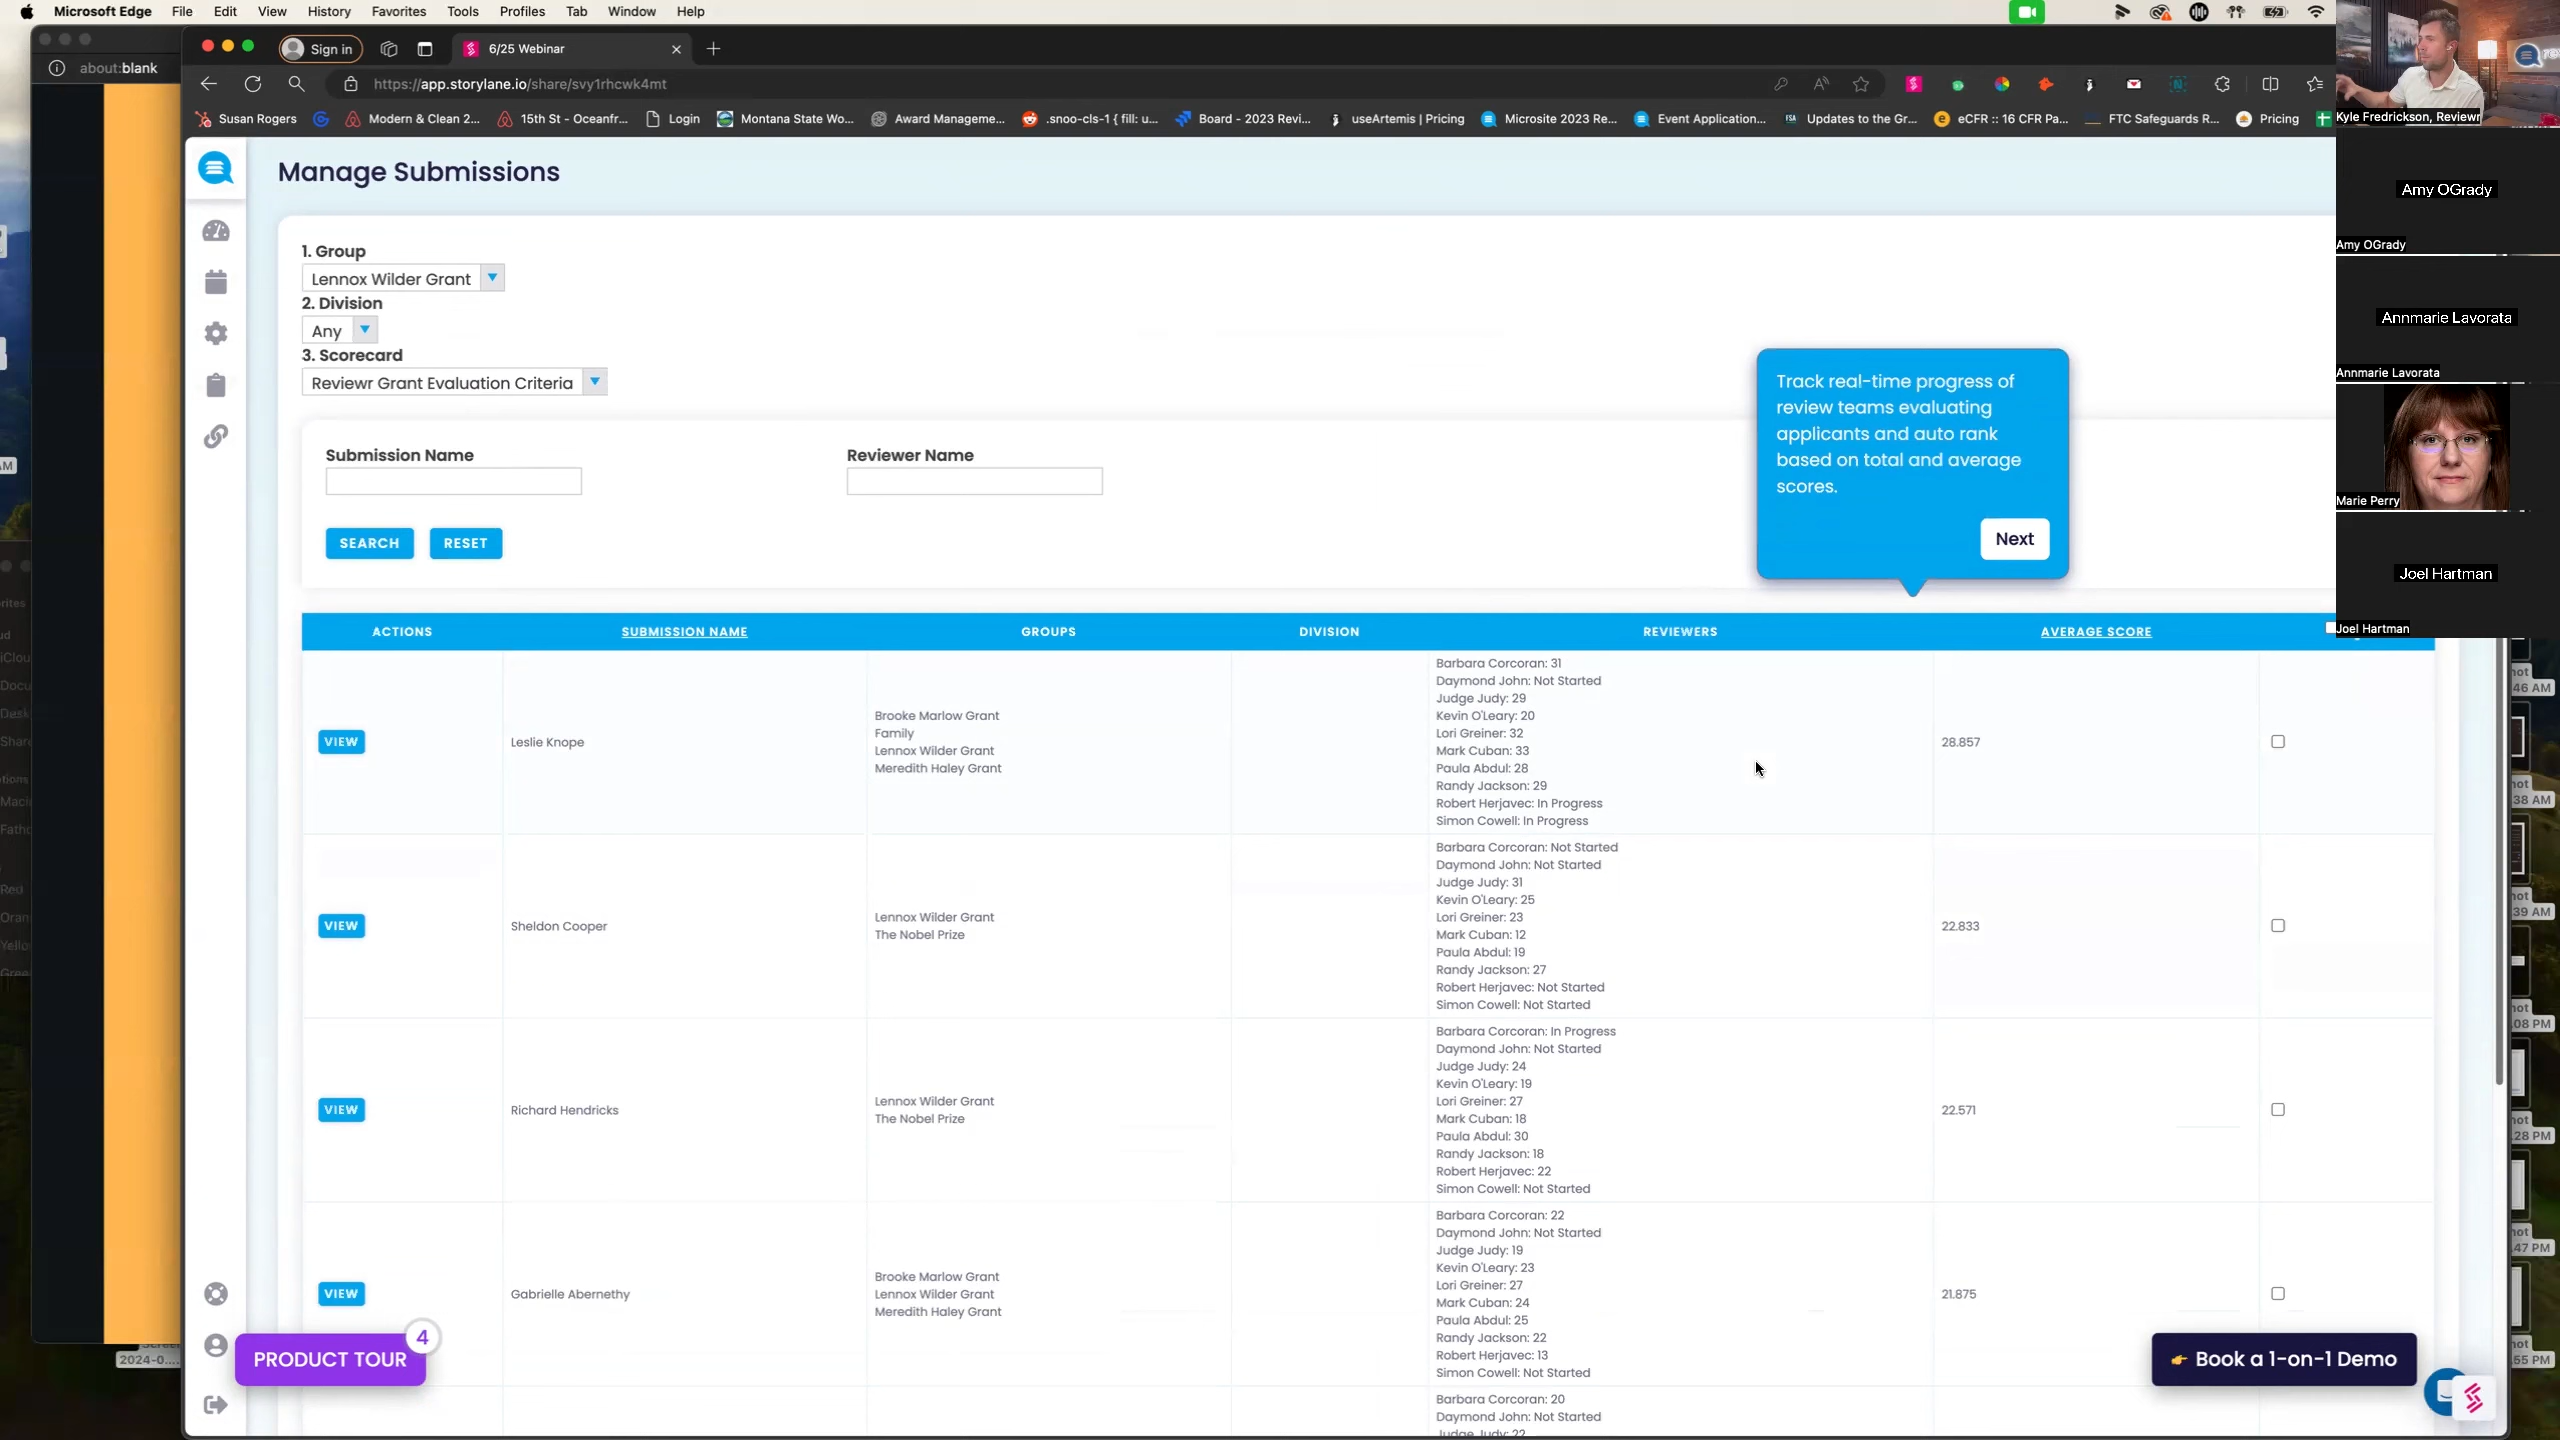 Microsoft Edge File Edit View History Favorites Tools Profiles Tab Window Help
about:blank
Sign in
6/25 Webinar
https://app.storylane.io/share/svy1rhcwk4mt
Susan Rogers
Modern & Clean 2...
15th St - Oceanfr...
Login
Montana State Wo...
Award Manageme...
.snoo-cls-1 { fill: u...
Board - 2023 Revi...
useArtemis | Pricing
Microsite 2023 Re...
Event Application...
Updates to the Gr...
eCFR :: 16 CFR Pa...
FTC Safeguards R...
Pricing
Kyle Fredrickson, Reviewr
Amy OGrady
Amy OGrady
Annmarie Lavorata
Annmarie Lavorata
Marie Perry
Joel Hartman
Joel Hartman
Manage Submissions
1. Group
Lennox Wilder Grant
2. Division
Any
3. Scorecard
Reviewr Grant Evaluation Criteria
Submission Name
Reviewer Name
SEARCH
RESET
Track real-time progress of
review teams evaluating
applicants and auto rank
based on total and average
scores.
Next
ACTIONS SUBMISSION NAME GROUPS DIVISION REVIEWERS AVERAGE SCORE
VIEW
Leslie Knope
Brooke Marlow Grant
Family
Lennox Wilder Grant
Meredith Haley Grant
Barbara Corcoran: 31
Daymond John: Not Started
Judge Judy: 29
Kevin O'Leary: 20
Lori Greiner: 32
Mark Cuban: 33
Paula Abdul: 28
Randy Jackson: 29
Robert Herjavec: In Progress
Simon Cowell: In Progress
28.857
VIEW
Sheldon Cooper
Lennox Wilder Grant
The Nobel Prize
Barbara Corcoran: Not Started
Daymond John: Not Started
Judge Judy: 31
Kevin O'Leary: 25
Lori Greiner: 23
Mark Cuban: 12
Paula Abdul: 19
Randy Jackson: 27
Robert Herjavec: Not Started
Simon Cowell: Not Started
22.833
VIEW
Richard Hendricks
Lennox Wilder Grant
The Nobel Prize
Barbara Corcoran: In Progress
Daymond John: Not Started
Judge Judy: 24
Kevin O'Leary: 19
Lori Greiner: 27
Mark Cuban: 18
Paula Abdul: 30
Randy Jackson: 18
Robert Herjavec: 22
Simon Cowell: Not Started
22.571
VIEW
Gabrielle Abernethy
Brooke Marlow Grant
Lennox Wilder Grant
Meredith Haley Grant
Barbara Corcoran: 22
Daymond John: Not Started
Judge Judy: 19
Kevin O'Leary: 23
Lori Greiner: 27
Mark Cuban: 24
Paula Abdul: 25
Randy Jackson: 22
Robert Herjavec: 13
Simon Cowell: Not Started
21.875
Barbara Corcoran: 20
Daymond John: Not Started
Judge Judy: 22
PRODUCT TOUR
4
Book a 1-on-1 Demo
2024-0...